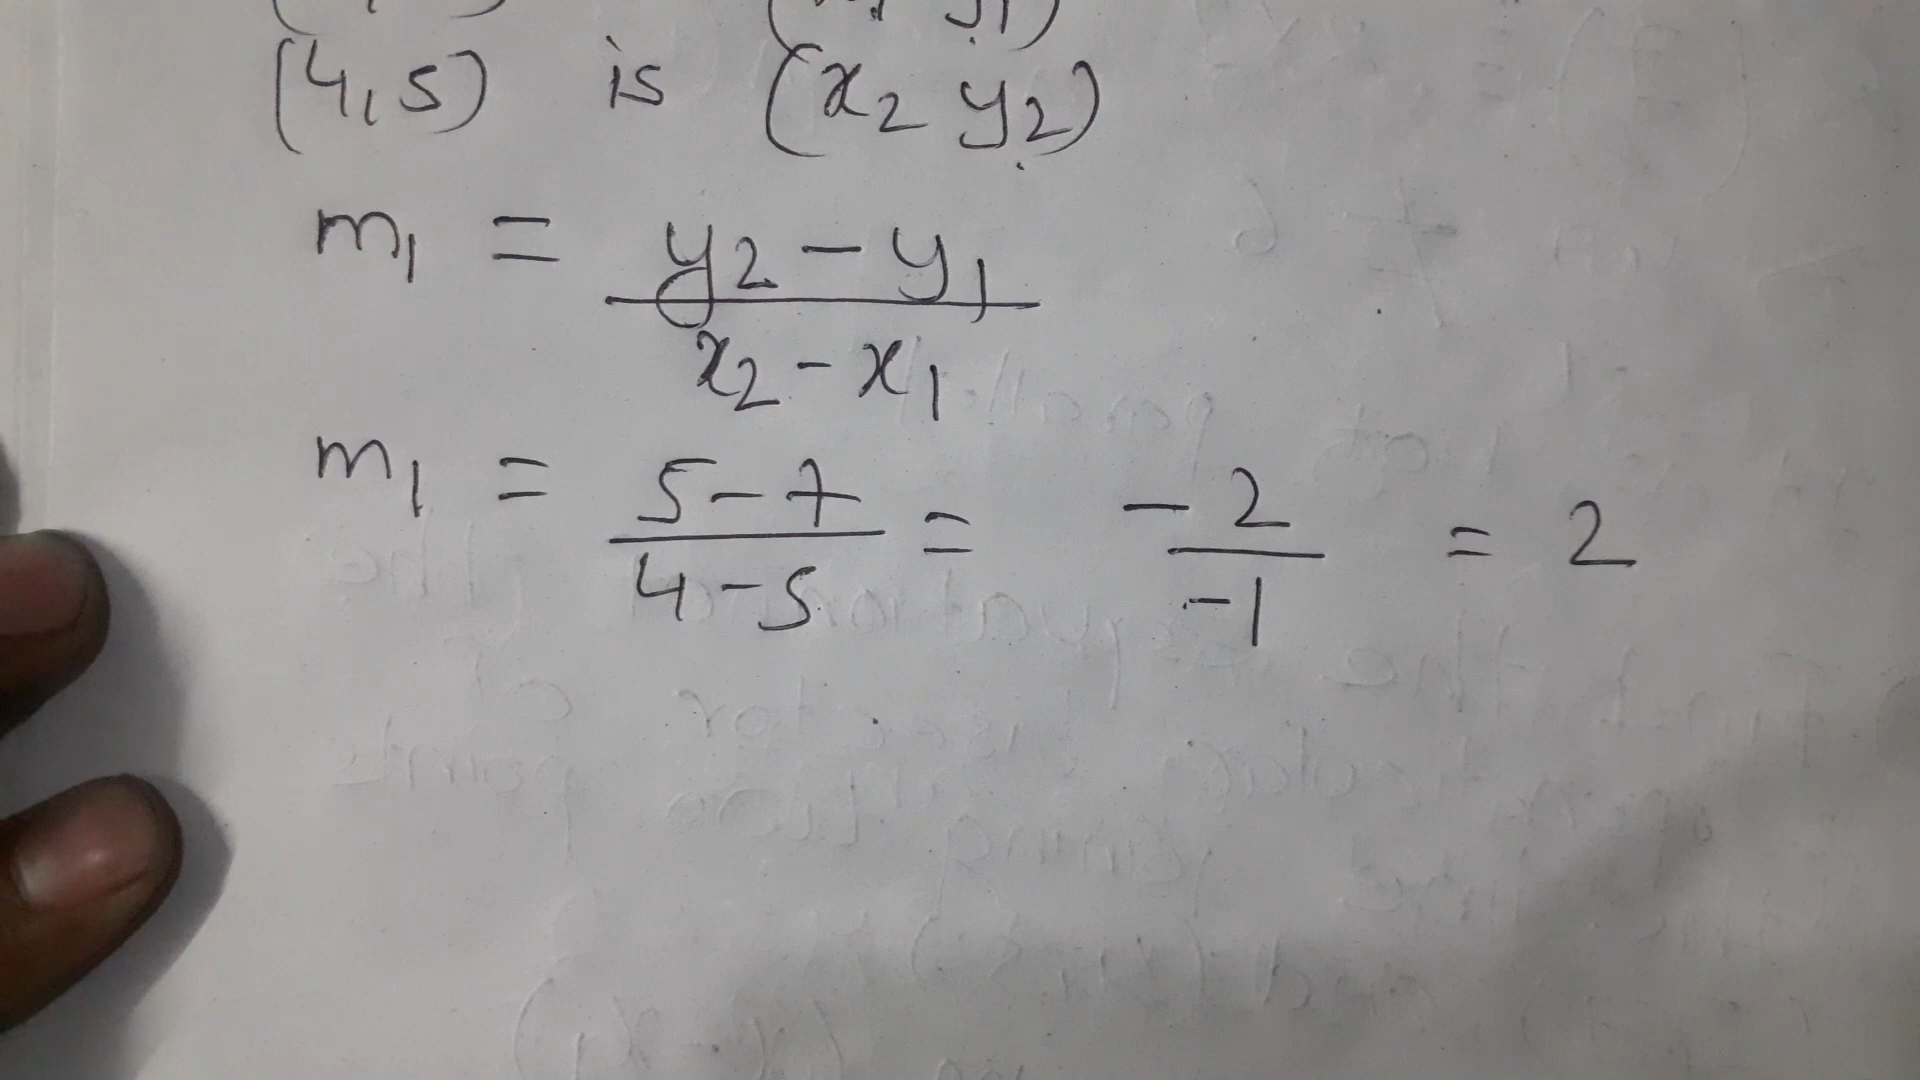 (4,5) is (x2 y2)
m1 = y2-y1 / x2-x1
m1 = 5-7 / 4-5 = -2 / -1 = 2